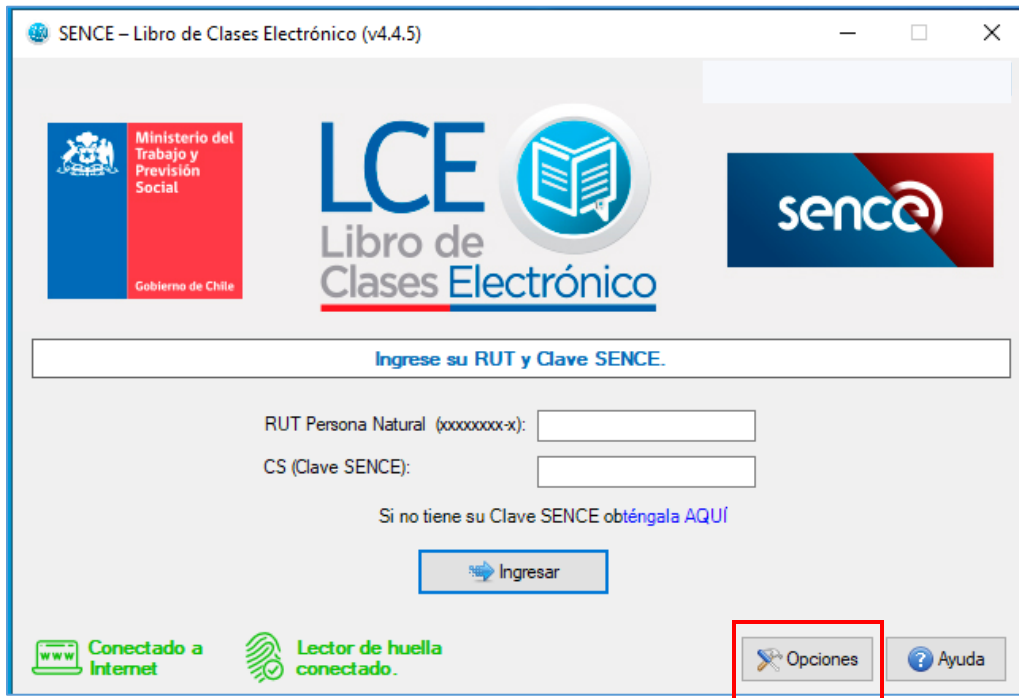 SENCE – Libro de Clases Electrónico (v4.4.5)
Ministerio del
Trabajo y
Previsión
Social
Gobierno de Chile
LCE
Libro de
Clases Electrónico
sence
Ingrese su RUT y Clave SENCE.
RUT Persona Natural (xxxxxxxx-x):
CS (Clave SENCE):
Si no tiene su Clave SENCE obténgala AQUÍ
Ingresar
www
Conectado a
Internet
Lector de huella
conectado.
Opciones
Ayuda